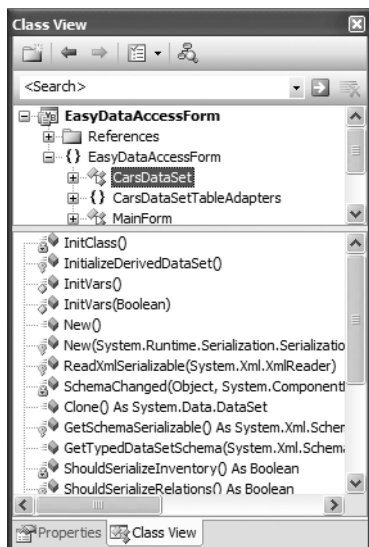 Class View
<Search>
EasyDataAccessForm
References
{} EasyDataAccessForm
CarsDataSet
{} CarsDataSetTableAdapters
MainForm
InitClass()
InitializeDerivedDataSet()
InitVars()
InitVars(Boolean)
New()
New(System.Runtime.Serialization.Serializatio
ReadXmlSerializable(System.Xml.XmlReader)
SchemaChanged(Object, System.Component
Clone() As System.Data.DataSet
GetSchemaSerializable() As System.Xml.Scher
GetTypedDataSetSchema(System.Xml.Schem
ShouldSerializeInventory() As Boolean
ShouldSerializeRelations() As Boolean
Properties Class View